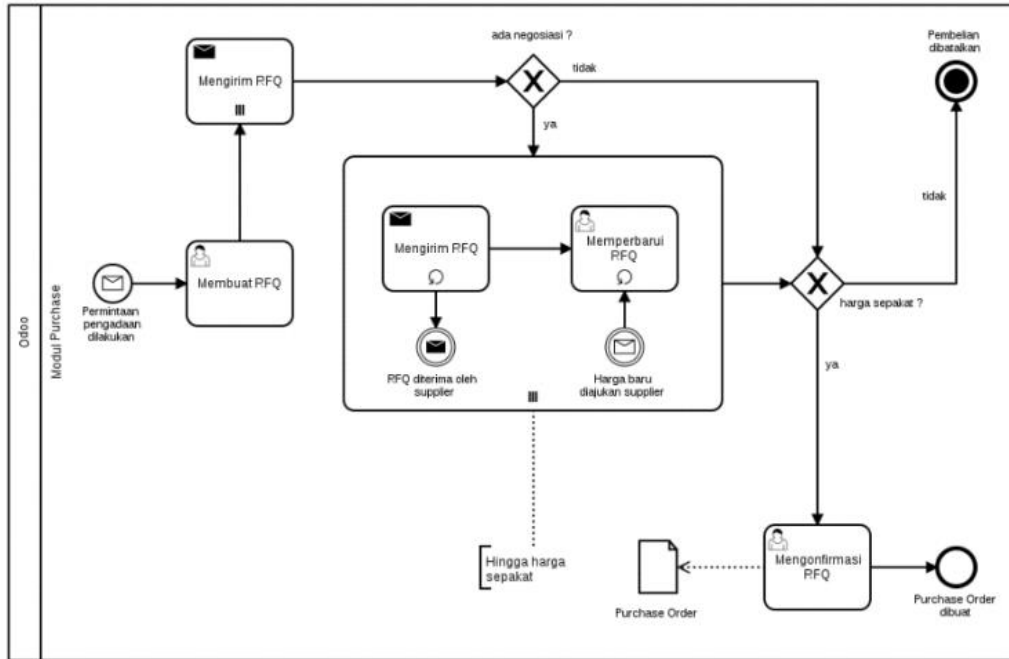 Odoo
Modul Purchase
Permintaan
pengadaan
dilakukan
Membuat RFQ
Mengirim RFQ
ada negosiasi ?
tidak
ya
Mengirim RFQ
RFQ diterima oleh
supplier
Memperbarui
RFQ
Harga baru
diajukan supplier
Hingga harga
sepakat
harga sepakat ?
tidak
Pembelian
dibatalkan
ya
Mengonfirmasi
RFQ
Purchase Order
Purchase Order
dibuat